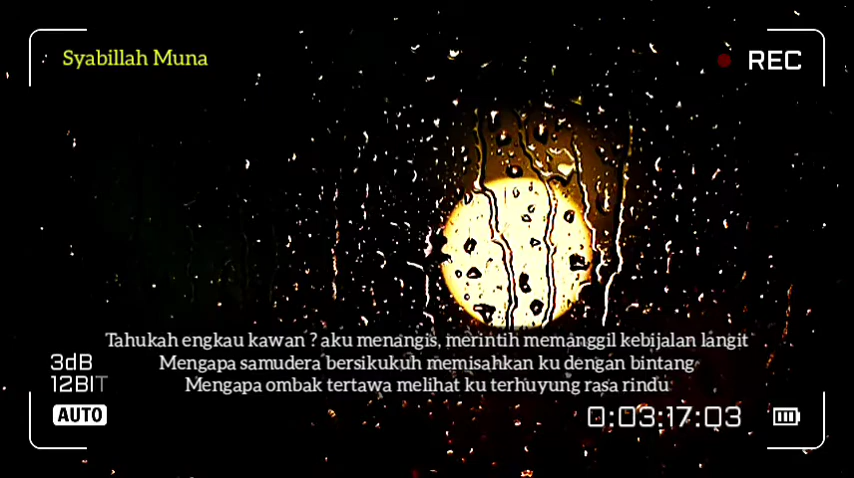 Syabillah Muna
REC
Tahukah engkau kawan ? aku menangis, merintih memanggil kebijalan langit
Mengapa samudera bersikukuh memisahkan ku dengan bintang
Mengapa ombak tertawa melihat ku terhuyung rasa rindu
3dB
12BIT
AUTO
0:03:17:03